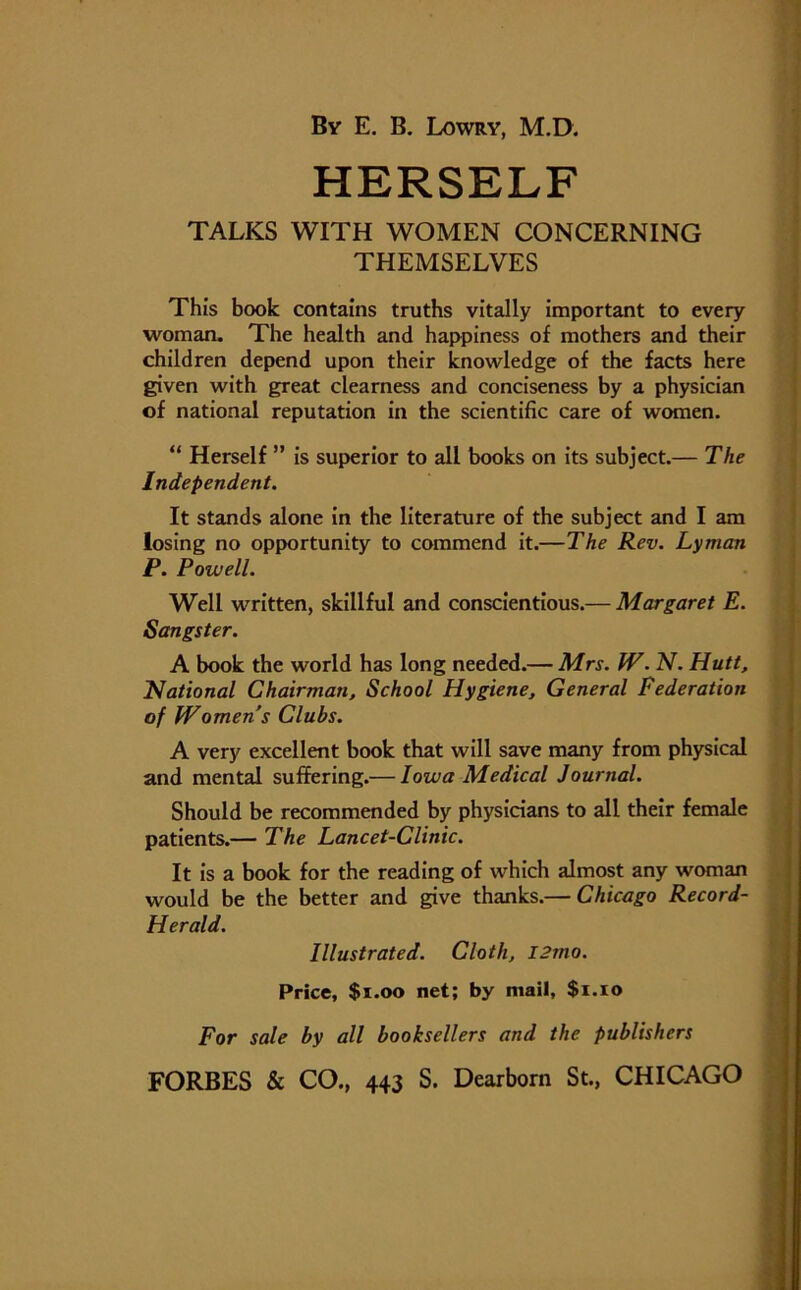 By E. B. Lowry, M.D.
HERSELF
TALKS WITH WOMEN CONCERNING
THEMSELVES
This book contains truths vitally important to every
woman. The health and happiness of mothers and their
children depend upon their knowledge of the facts here
given with great clearness and conciseness by a physician
of national reputation in the scientific care of women.
“ Herself ” is superior to all books on its subject.— The
Independent.
It stands alone in the literature of the subject and I am
losing no opportunity to commend it.—The Rev. Lyman
P. Powell.
Well written, skillful and conscientious.— Margaret E.
Sangster.
A book the world has long needed.— Mrs. W. N. Hutt,
National Chairman, School Hygiene, General Federation
of Women's Clubs.
A very excellent book that will save many from physical
and mental suffering.— Iowa Medical Journal.
Should be recommended by physicians to all their female
patients.— The Lancet-Clinic.
It is a book for the reading of which almost any woman
would be the better and give thanks.— Chicago Record-
Herald.
Illustrated. Cloth, 12mo.
Price, $1.00 net; by mail, $1.10
For sale by all booksellers and the publishers
FORBES & CO., 443 S. Dearborn St., CHICAGO